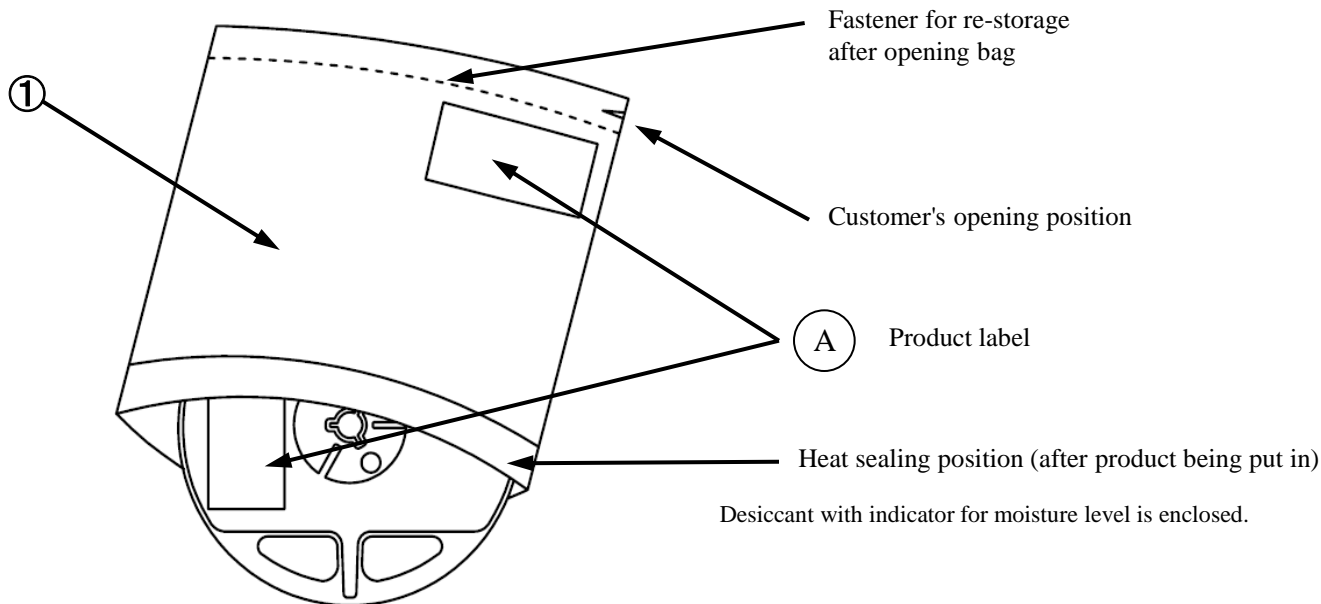 Fastener for re-storage
after opening bag
①
Customer's opening position
A
Product label
Heat sealing position (after product being put in)
Desiccant with indicator for moisture level is enclosed.